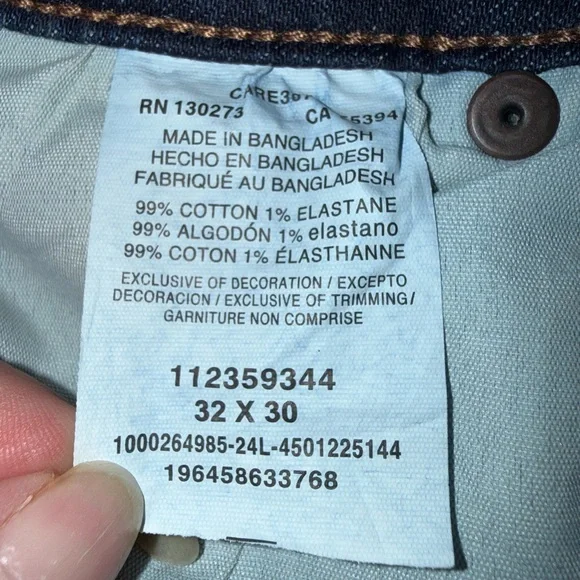 RN 130273 CA
MADE IN BANGLADESH
HECHO EN BANGLADESH
FABRIQUÉ AU BANGLADESH
99% COTTON 1% ELASTANE
99% ALGODÓN 1% elastano
99% COTON 1% ÉLASTHANNE
EXCLUSIVE OF DECORATION / EXCEPTO
DECORACION / EXCLUSIVE OF TRIMMING/
GARNITURE NON COMPRISE
112359344
32 X 30
1000264985-24L-4501225144
196458633768